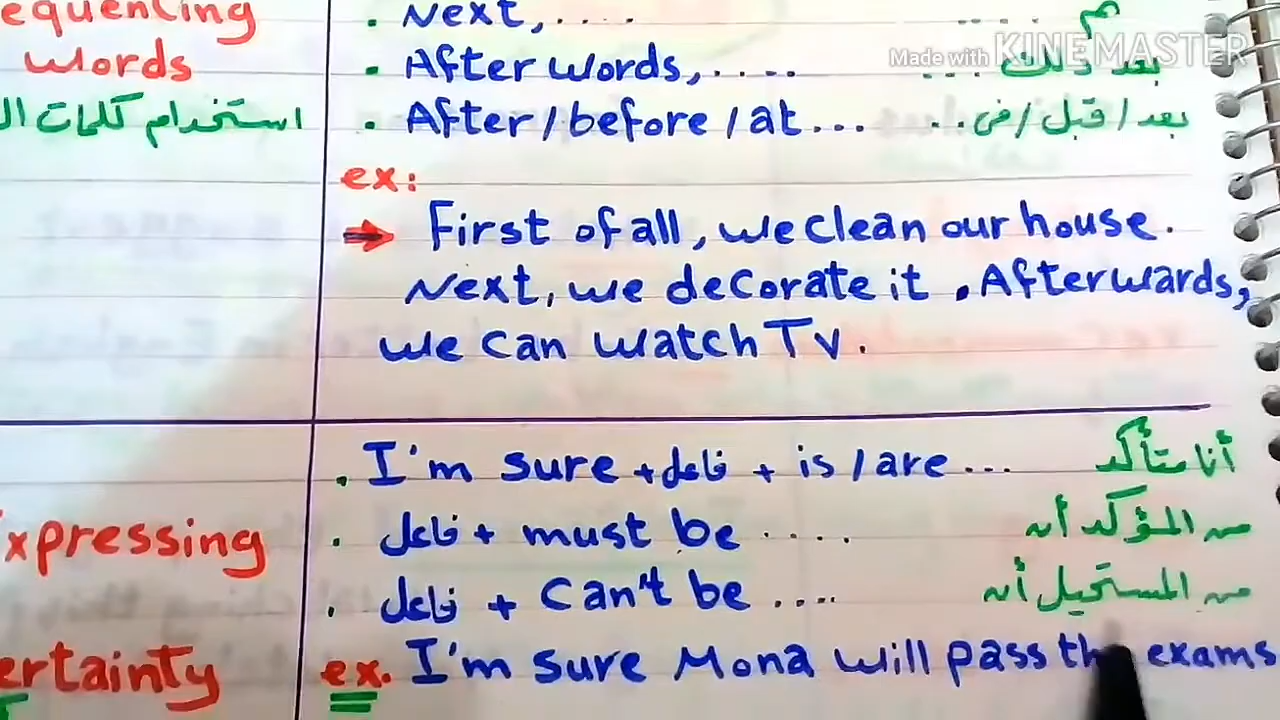 equencing • Next,.... ثم ....
words • After words,.... بعد ذلك ...
Made with KINEMASTER
استخدام كلمات ال • After/before/at... بعد/قبل/فى...
ex:
First of all, we clean our house.
Next, we decorate it. Afterwards,
we can watch TV.
• I'm sure + فاعل + is/are... أنا متأكد
xpressing • فاعل + must be .... من المؤكد أن
• فاعل + Can't be .... من المستحيل أن
ertainty ex. I'm sure Mona will pass the exams